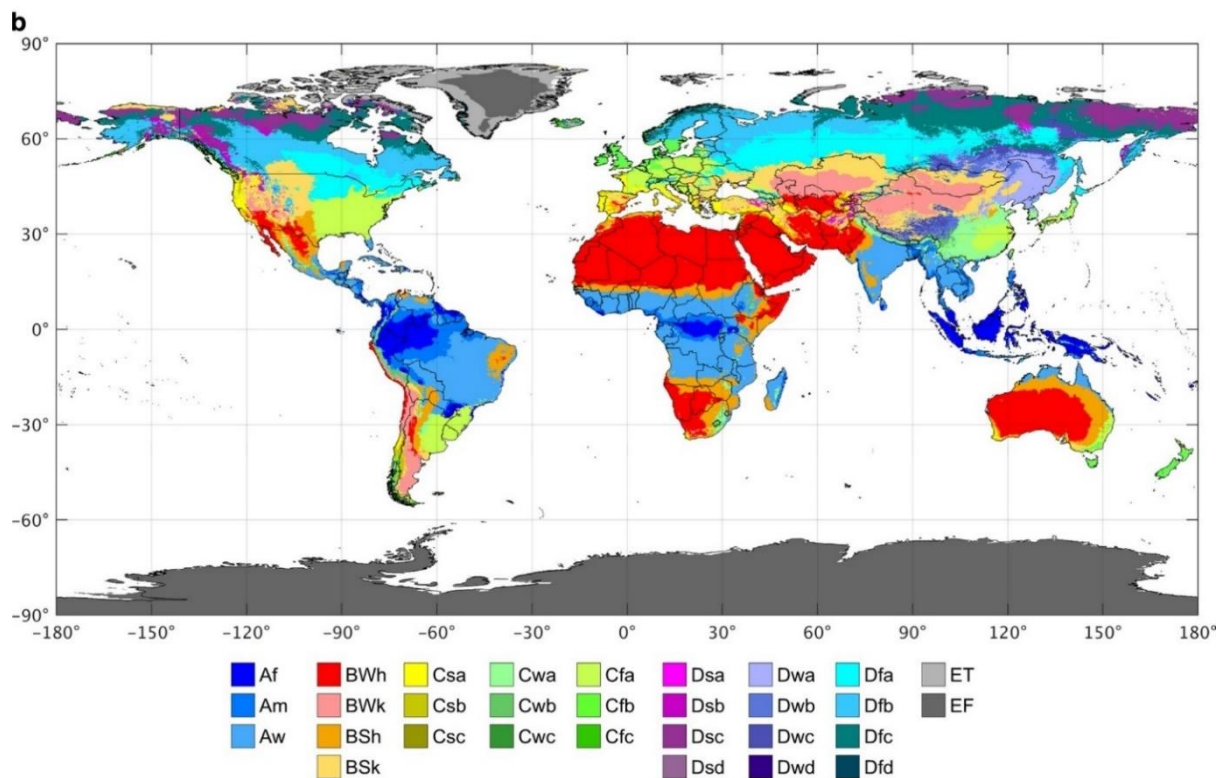 b
90°
60°
30°
0°
−30°
−60°
−90°
−180° −150° −120° −90° −60° −30° 0° 30° 60° 90° 120° 150° 180°
Af BWh Csa Cwa Cfa Dsa Dwa Dfa ET
Am BWk Csb Cwb Cfb Dsb Dwb Dfb EF
Aw BSh Csc Cwc Cfc Dsc Dwc Dfc
BSk Dsd Dwd Dfd